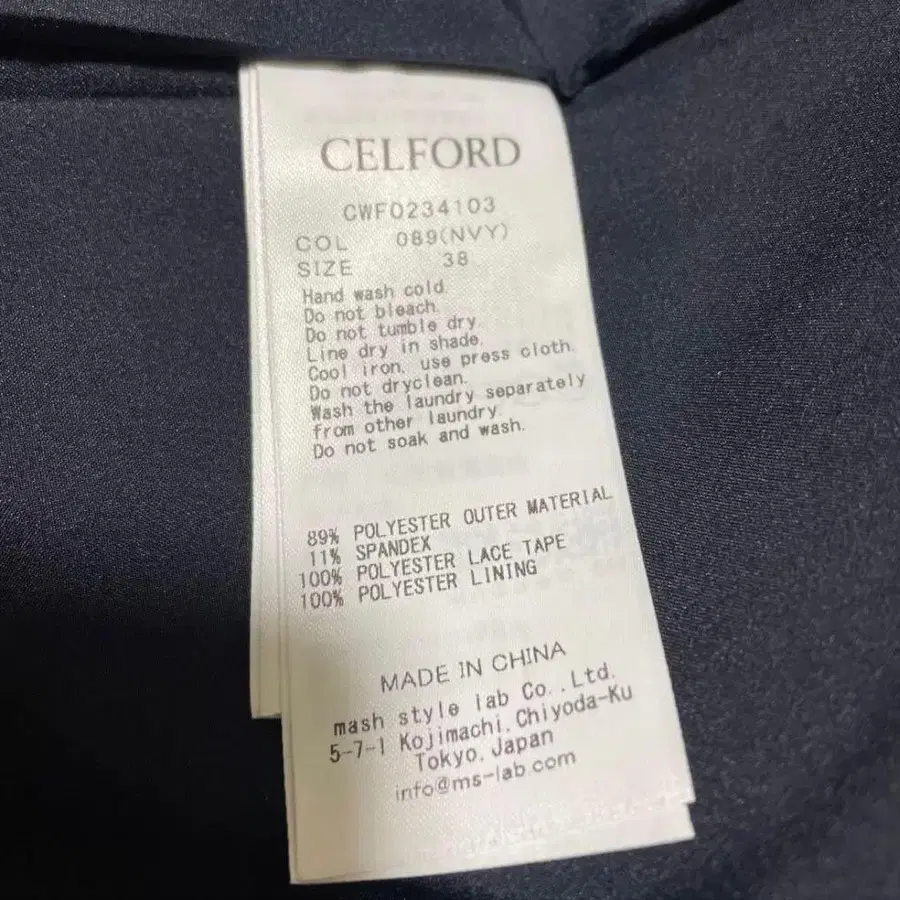 CELFORD
CWFO234103
COL 089(NVY)
SIZE 38
Hand wash cold.
Do not bleach.
Do not tumble dry.
Line dry in shade.
Cool iron, use press cloth.
Do not dryclean.
Wash the laundry separately
from other laundry.
Do not soak and wash.
89% POLYESTER OUTER MATERIAL
11% SPANDEX
100% POLYESTER LACE TAPE
100% POLYESTER LINING
MADE IN CHINA
mash style lab Co.,Ltd.
5-7-1 Kojimachi,Chiyoda-Ku
Tokyo,Japan
info@ms-lab.com